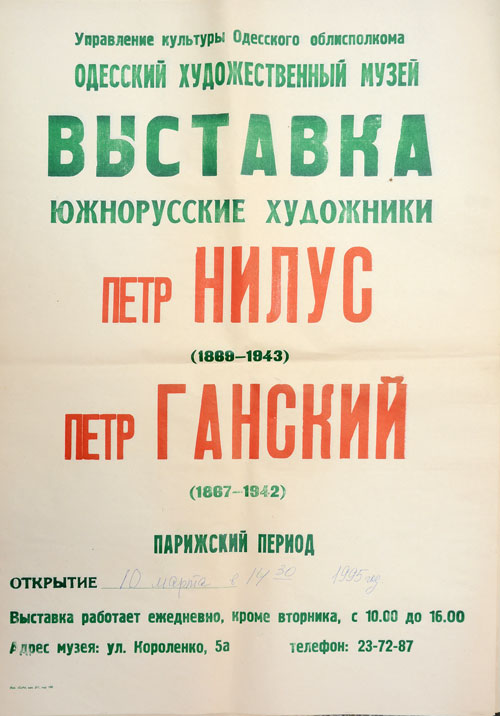 Управление культуры Одесского облисполкома
ОДЕССКИЙ ХУДОЖЕСТВЕННЫЙ МУЗЕЙ
ВЫСТАВКА
ЮЖНОРУССКИЕ ХУДОЖНИКИ
ПЕТР НИЛУС
(1869–1943)
ПЕТР ГАНСКИЙ
(1867–1942)
ПАРИЖСКИЙ ПЕРИОД
ОТКРЫТИЕ 10 марта в 14 30 1995 год
Выставка работает ежедневно, кроме вторника, с 10.00 до 16.00
Адрес музея: ул. Короленко, 5а телефон: 23-72-87